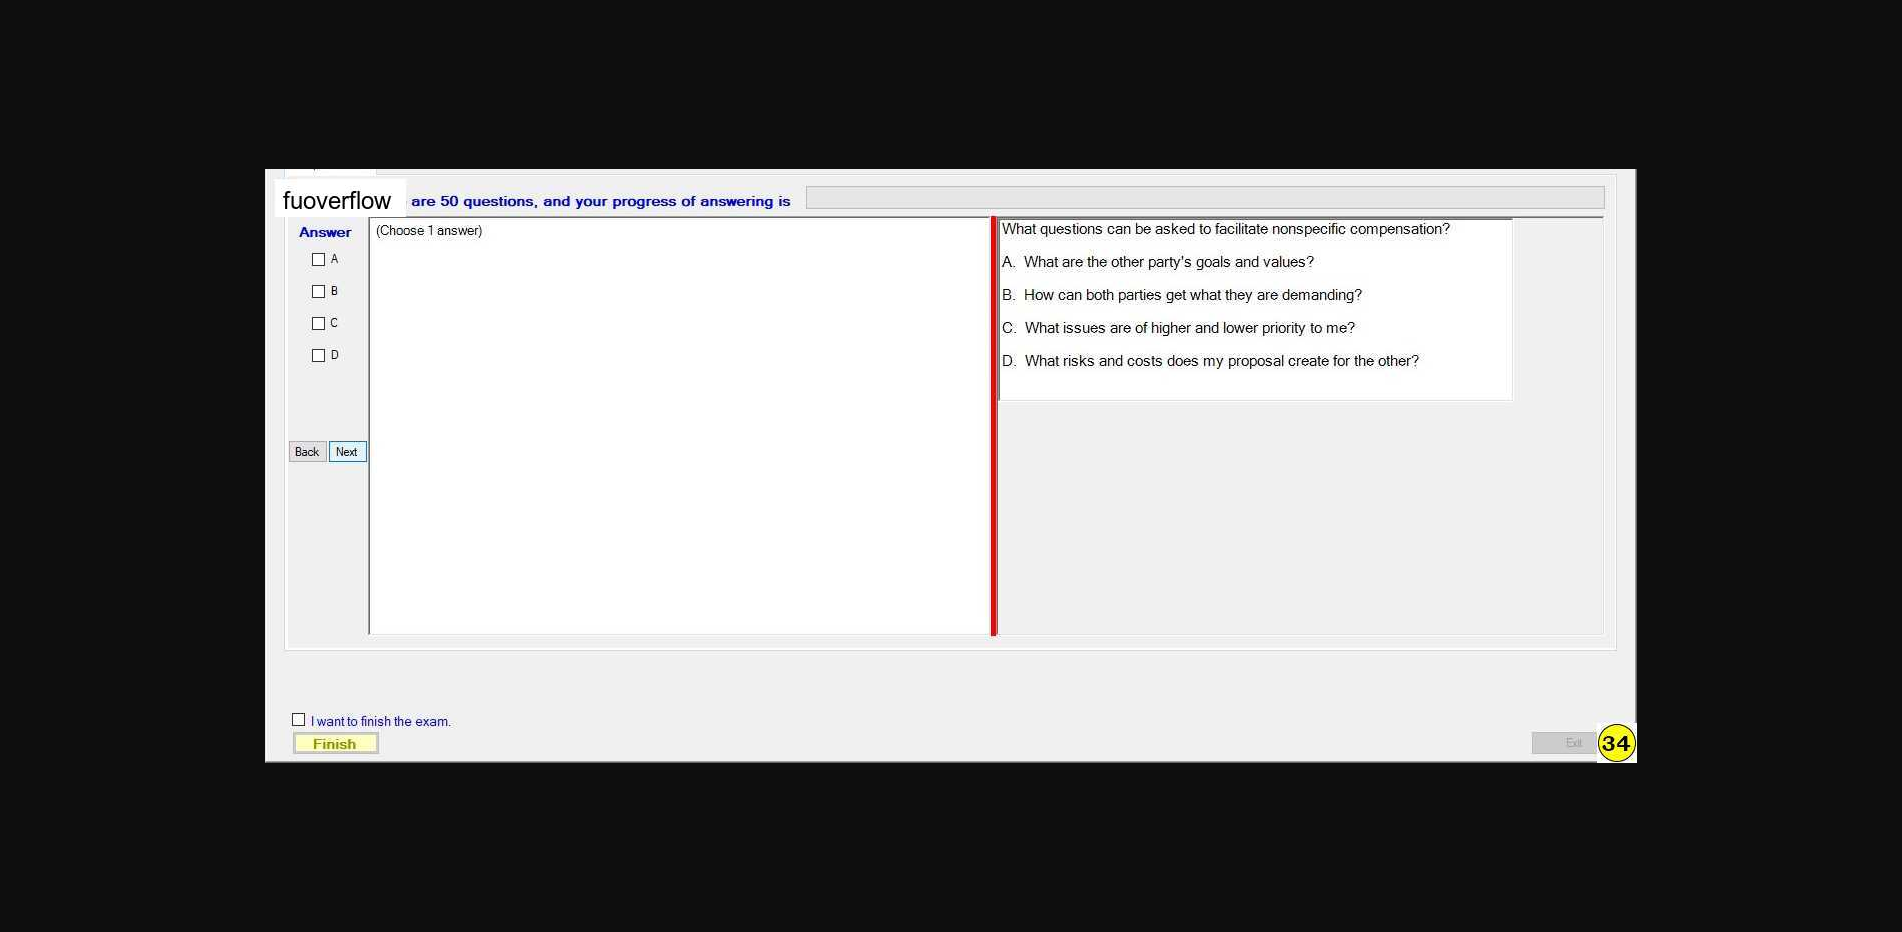 fuoverflow are 50 questions, and your progress of answering is
Answer
A
B
C
D
Back Next
(Choose 1 answer)
What questions can be asked to facilitate nonspecific compensation?
A. What are the other party's goals and values?
B. How can both parties get what they are demanding?
C. What issues are of higher and lower priority to me?
D. What risks and costs does my proposal create for the other?
I want to finish the exam.
Finish
Exit
34